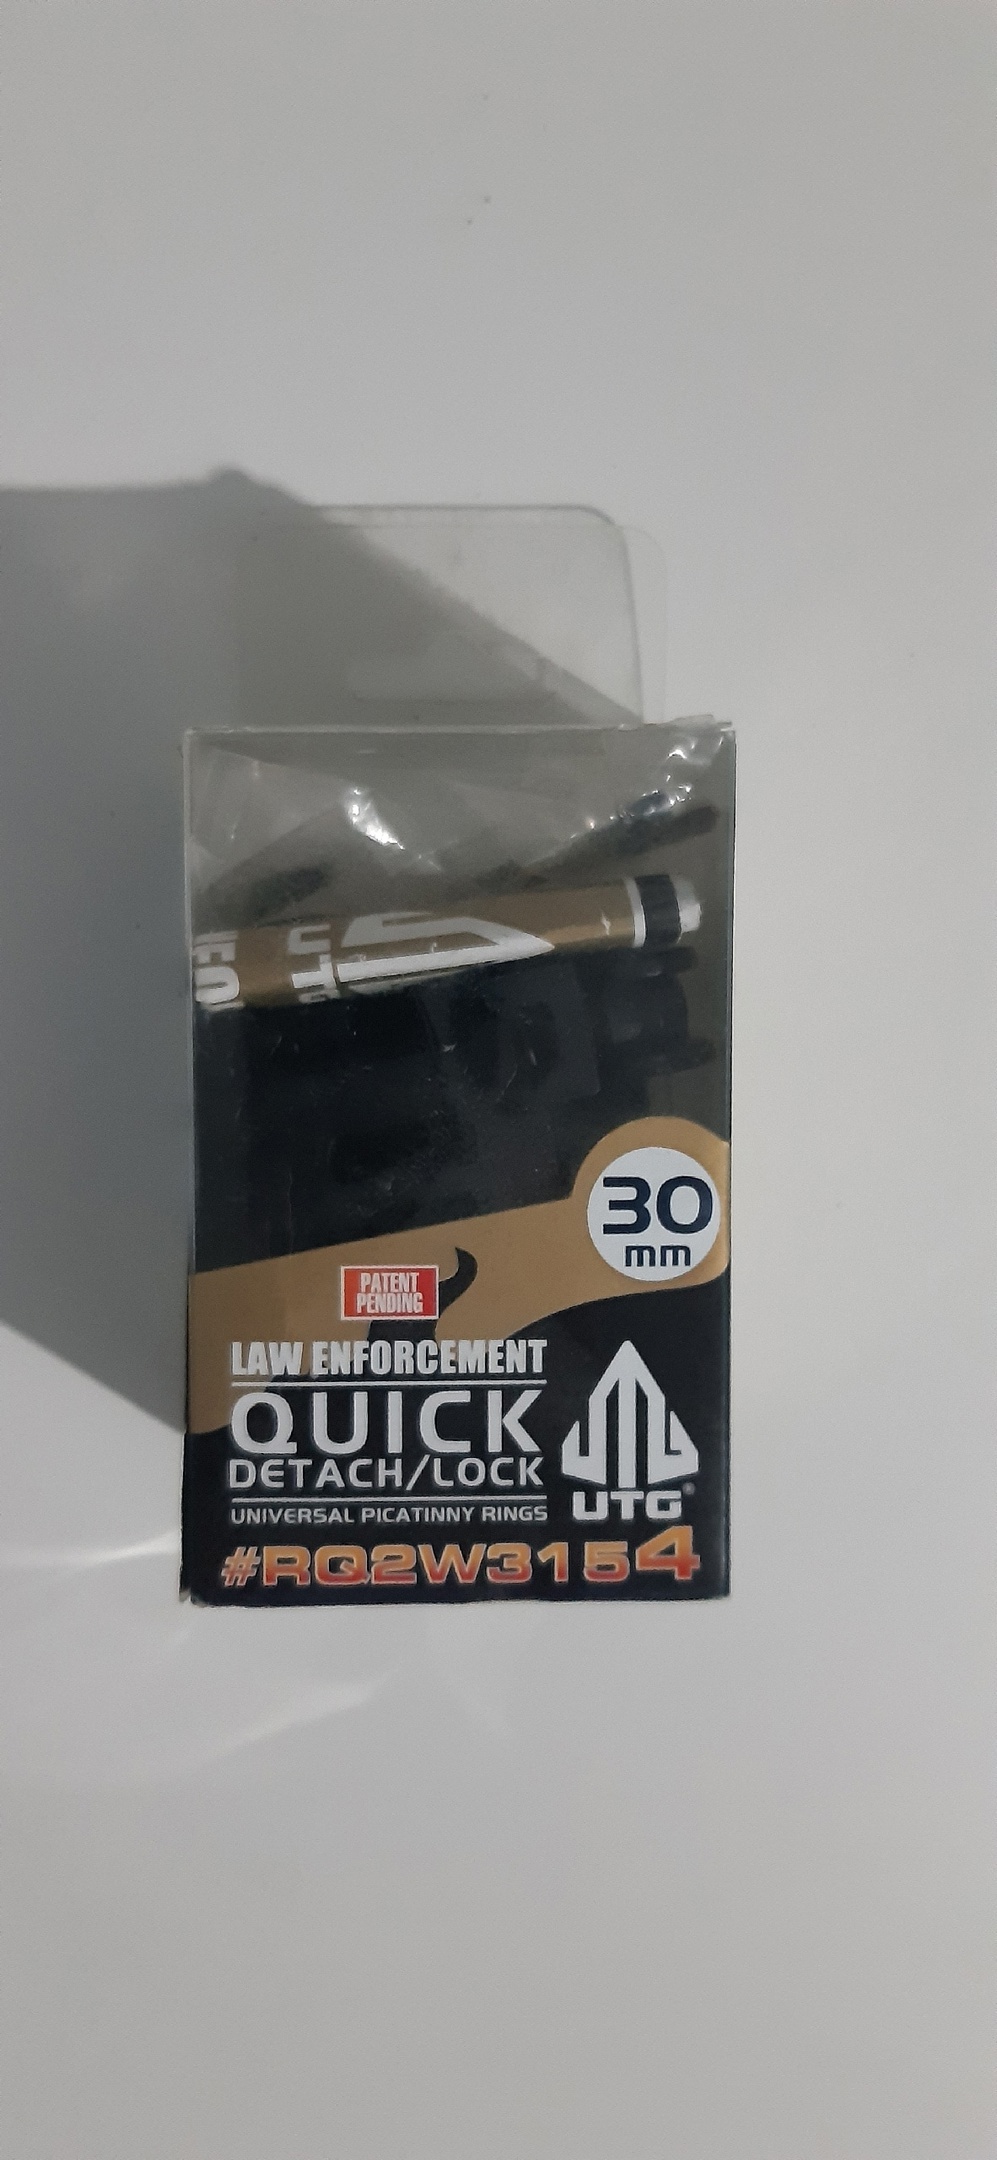 30
mm
PATENT
PENDING
LAW ENFORCEMENT
QUICK
DETACH/LOCK
UNIVERSAL PICATINNY RINGS
UTG®
#RQ2W3154